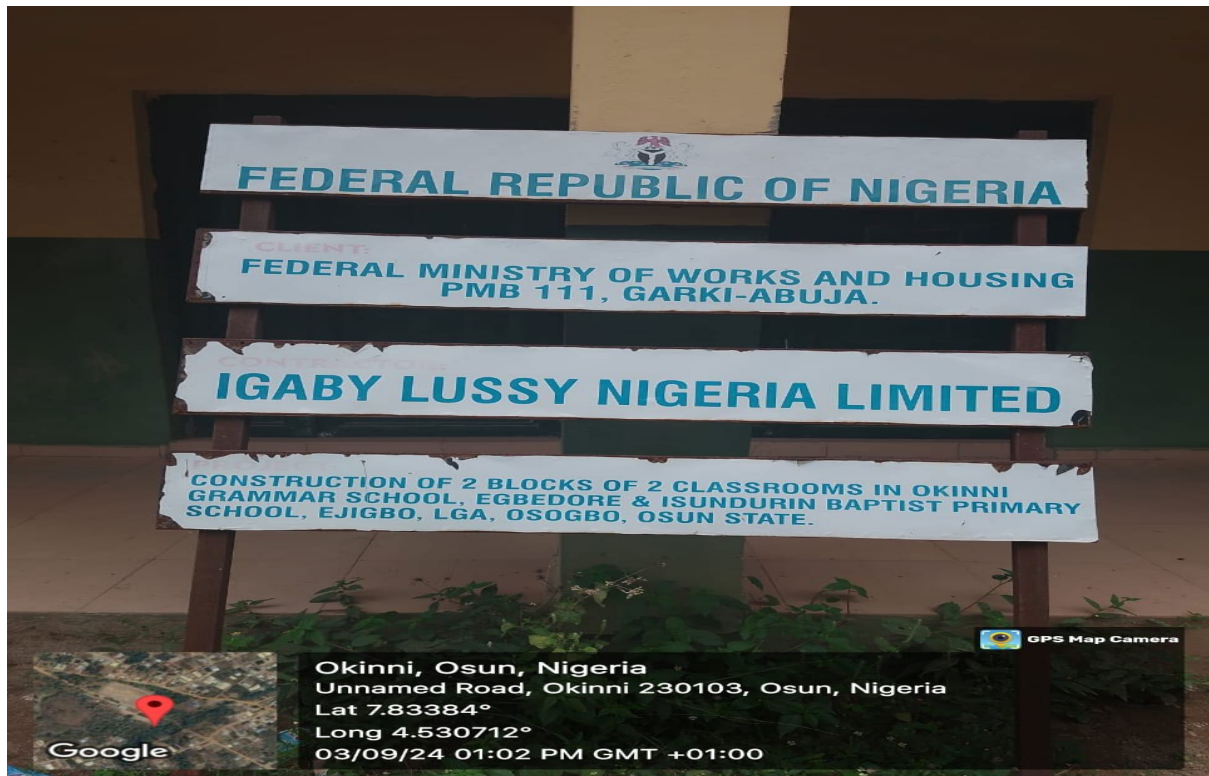 FEDERAL REPUBLIC OF NIGERIA
CLIENT:
FEDERAL MINISTRY OF WORKS AND HOUSING
PMB 111, GARKI-ABUJA.
CONTRACTOR:
IGABY LUSSY NIGERIA LIMITED
PROJECT:
CONSTRUCTION OF 2 BLOCKS OF 2 CLASSROOMS IN OKINNI
GRAMMAR SCHOOL, EGBEDORE & ISUNDURIN BAPTIST PRIMARY
SCHOOL, EJIGBO, LGA, OSOGBO, OSUN STATE.
GPS Map Camera
Okinni, Osun, Nigeria
Unnamed Road, Okinni 230103, Osun, Nigeria
Lat 7.83384°
Long 4.530712°
03/09/24 01:02 PM GMT +01:00
Google